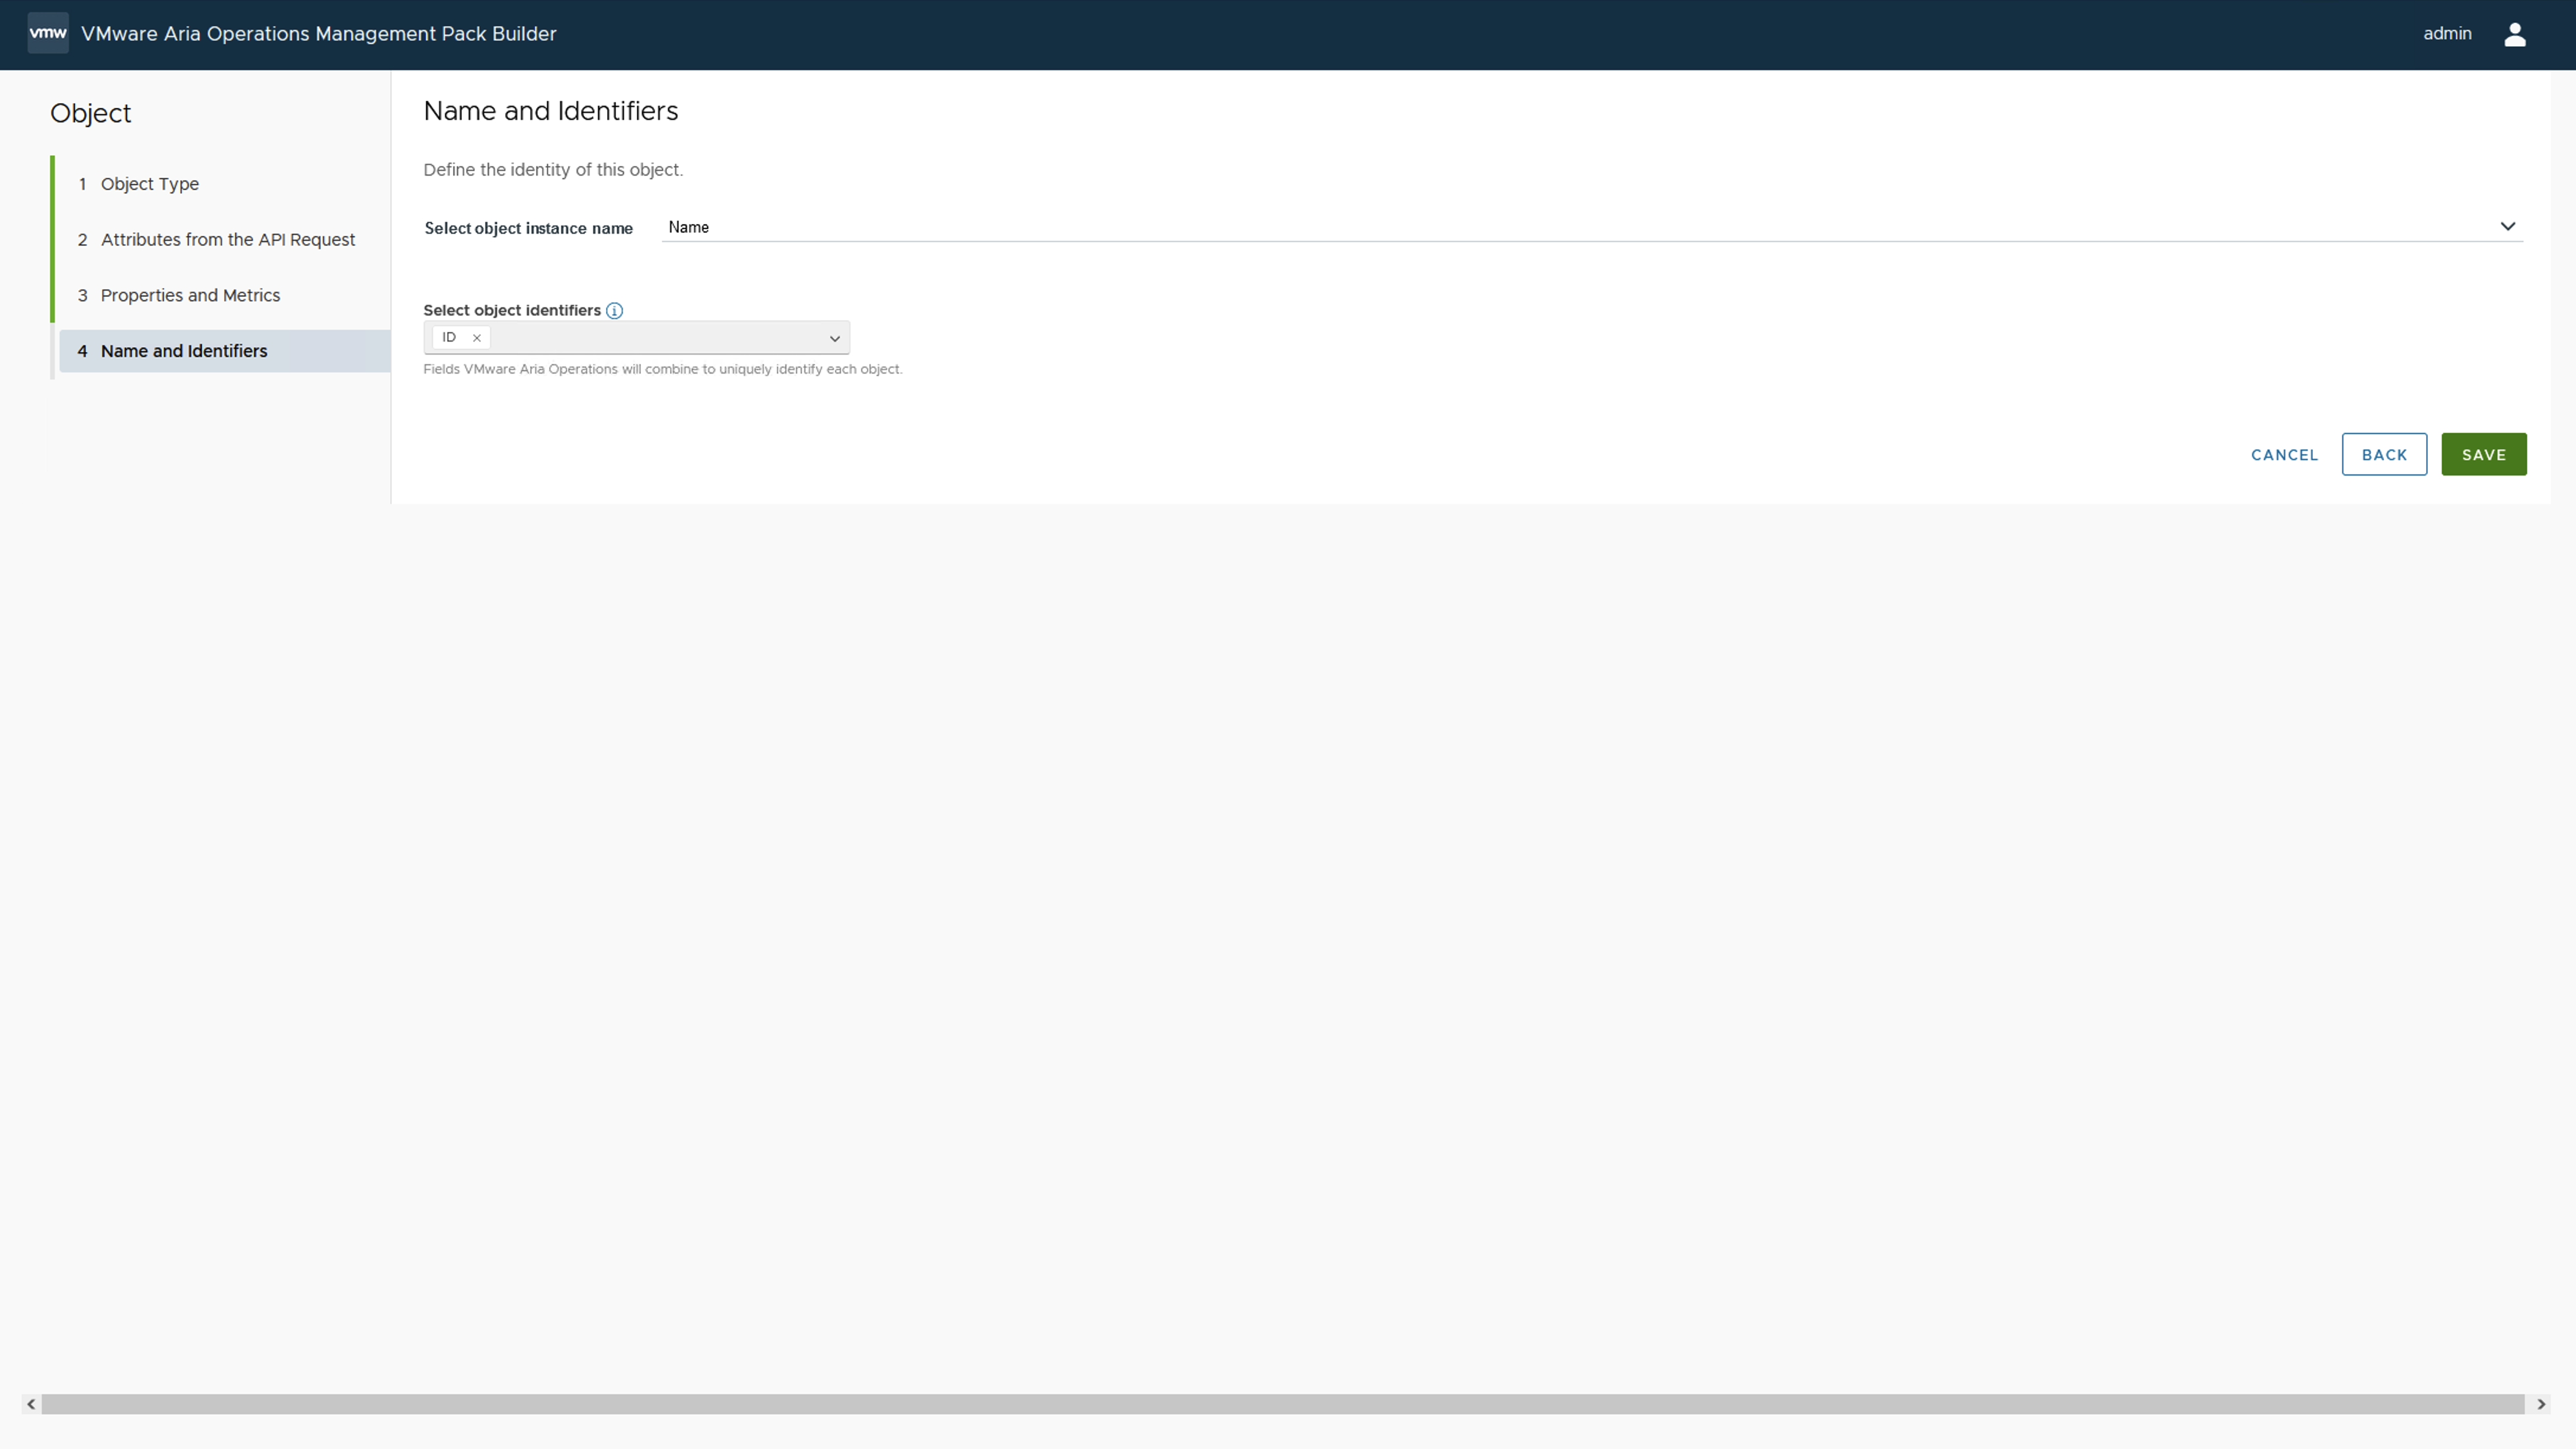 vmw VMware Aria Operations Management Pack Builder admin
Object
1 Object Type
2 Attributes from the API Request
3 Properties and Metrics
4 Name and Identifiers
Name and Identifiers
Define the identity of this object.
Select object instance name Name
Select object identifiers
ID
Fields VMware Aria Operations will combine to uniquely identify each object.
CANCEL BACK SAVE